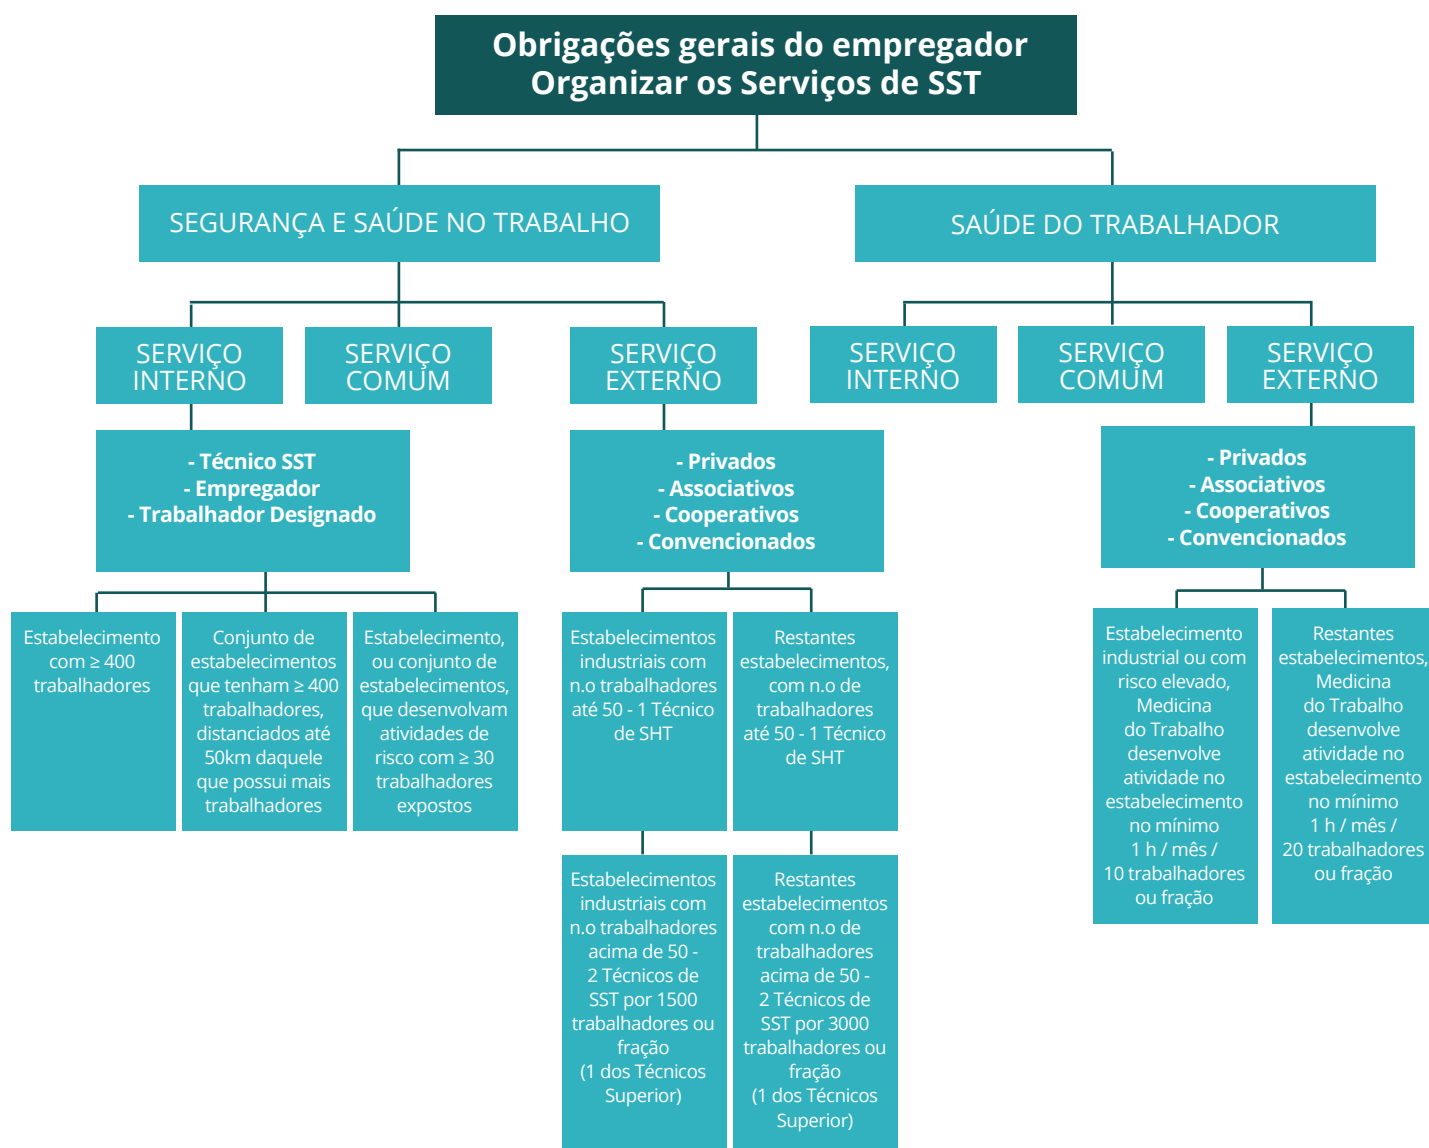 Obrigações gerais do empregador
Organizar os Serviços de SST
SEGURANÇA E SAÚDE NO TRABALHO
SAÚDE DO TRABALHADOR
SERVIÇO
INTERNO
SERVIÇO
COMUM
SERVIÇO
EXTERNO
SERVIÇO
INTERNO
SERVIÇO
COMUM
SERVIÇO
EXTERNO
- Técnico SST
- Empregador
- Trabalhador Designado
- Privados
- Associativos
- Cooperativos
- Convencionados
- Privados
- Associativos
- Cooperativos
- Convencionados
Estabelecimento
com ≥ 400
trabalhadores
Conjunto de
estabelecimentos
que tenham ≥ 400
trabalhadores,
distanciados até
50km daquele
que possui mais
trabalhadores
Estabelecimento,
ou conjunto de
estabelecimentos,
que desenvolvam
atividades de
risco com ≥ 30
trabalhadores
expostos
Estabelecimentos
industriais com
n.o trabalhadores
até 50 - 1 Técnico
de SHT
Restantes
estabelecimentos,
com n.o de
trabalhadores
até 50 - 1 Técnico
de SHT
Estabelecimento
industrial ou com
risco elevado,
Medicina
do Trabalho
desenvolve
atividade no
estabelecimento
no mínimo
1 h / mês /
10 trabalhadores
ou fração
Restantes
estabelecimentos,
Medicina
do Trabalho
desenvolve
atividade no
estabelecimento
no mínimo
1 h / mês /
20 trabalhadores
ou fração
Estabelecimentos
industriais com
n.o trabalhadores
acima de 50 -
2 Técnicos de
SST por 1500
trabalhadores ou
fração
(1 dos Técnicos
Superior)
Restantes
estabelecimentos
com n.o de
trabalhadores
acima de 50 -
2 Técnicos de
SST por 3000
trabalhadores ou
fração
(1 dos Técnicos
Superior)